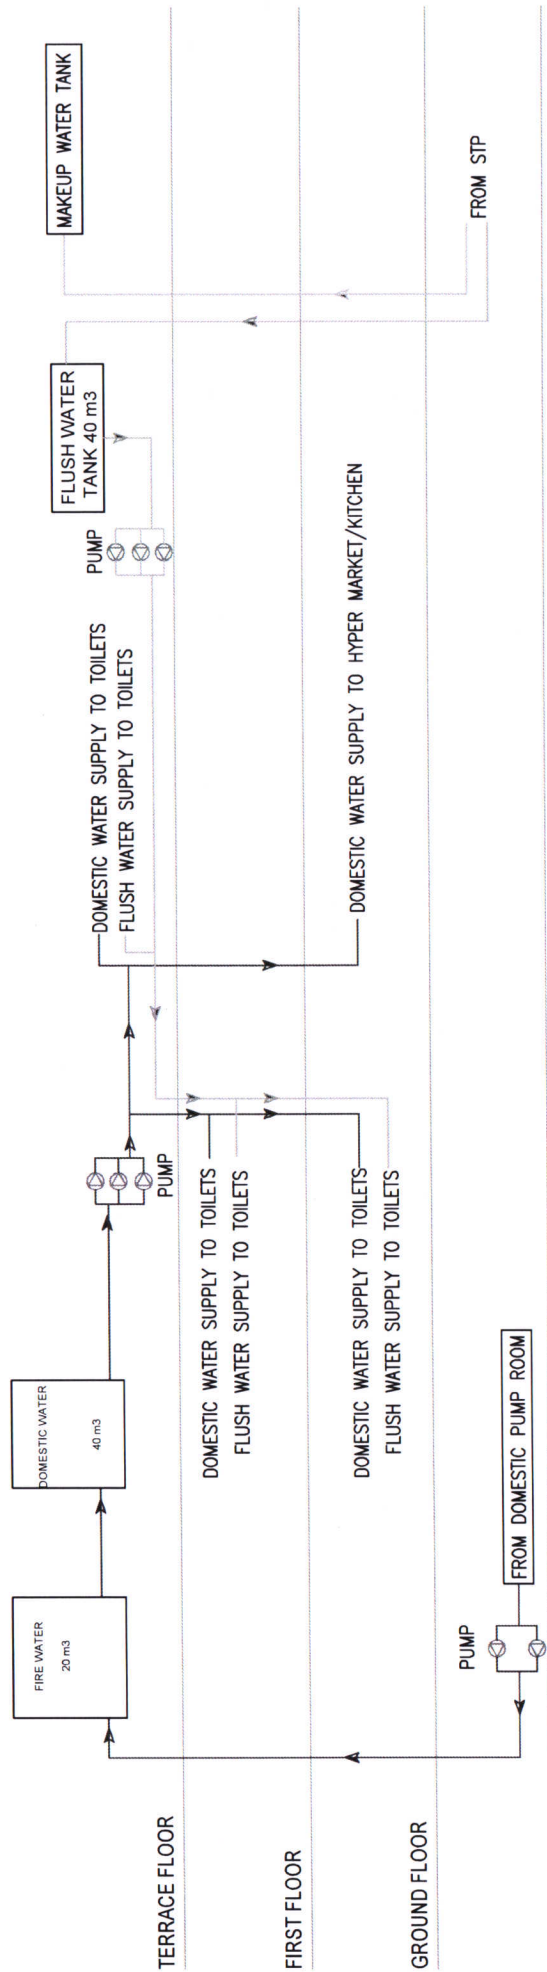 MAKEUP WATER TANK
FLUSH WATER
TANK 40 m3
FROM STP
PUMP
DOMESTIC WATER SUPPLY TO TOILETS
FLUSH WATER SUPPLY TO TOILETS
DOMESTIC WATER SUPPLY TO HYPER MARKET/KITCHEN
PUMP
DOMESTIC WATER
40 m3
FIRE WATER
20 m3
DOMESTIC WATER SUPPLY TO TOILETS
FLUSH WATER SUPPLY TO TOILETS
DOMESTIC WATER SUPPLY TO TOILETS
FLUSH WATER SUPPLY TO TOILETS
PUMP
FROM DOMESTIC PUMP ROOM
TERRACE FLOOR
FIRST FLOOR
GROUND FLOOR